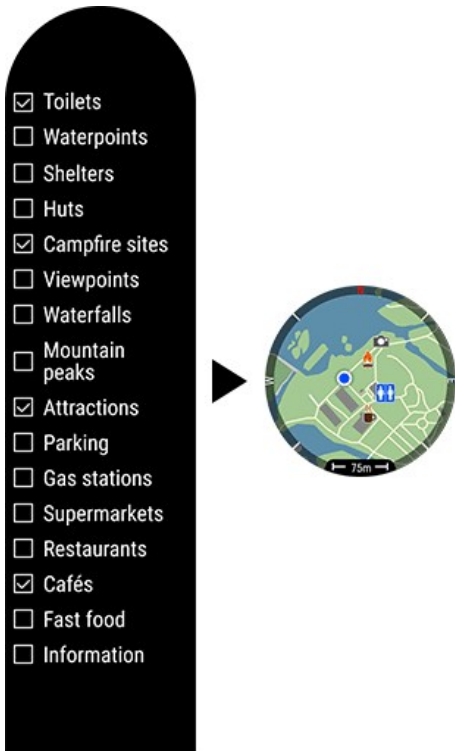 Toilets
Waterpoints
Shelters
Huts
Campfire sites
Viewpoints
Waterfalls
Mountain
peaks
Attractions
Parking
Gas stations
Supermarkets
Restaurants
Cafés
Fast food
Information
75m